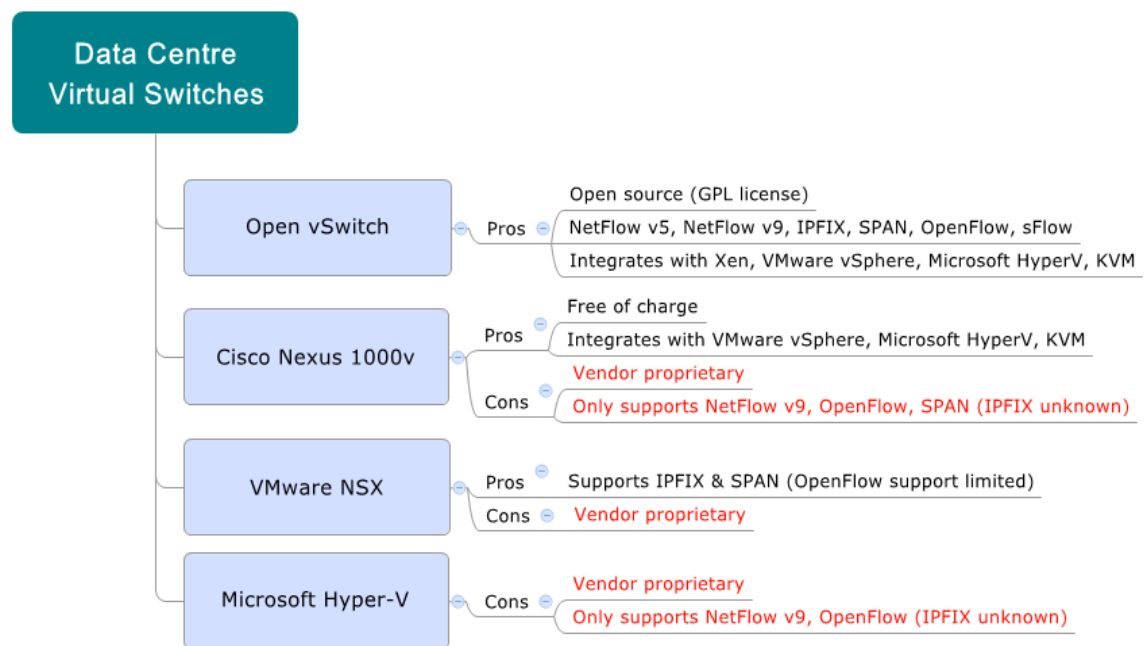 Data Centre
Virtual Switches
Open vSwitch
Pros
Open source (GPL license)
NetFlow v5, NetFlow v9, IPFIX, SPAN, OpenFlow, sFlow
Integrates with Xen, VMware vSphere, Microsoft HyperV, KVM
Cisco Nexus 1000v
Pros
Free of charge
Integrates with VMware vSphere, Microsoft HyperV, KVM
Cons
Vendor proprietary
Only supports NetFlow v9, OpenFlow, SPAN (IPFIX unknown)
VMware NSX
Pros
Supports IPFIX & SPAN (OpenFlow support limited)
Cons
Vendor proprietary
Microsoft Hyper-V
Cons
Vendor proprietary
Only supports NetFlow v9, OpenFlow (IPFIX unknown)